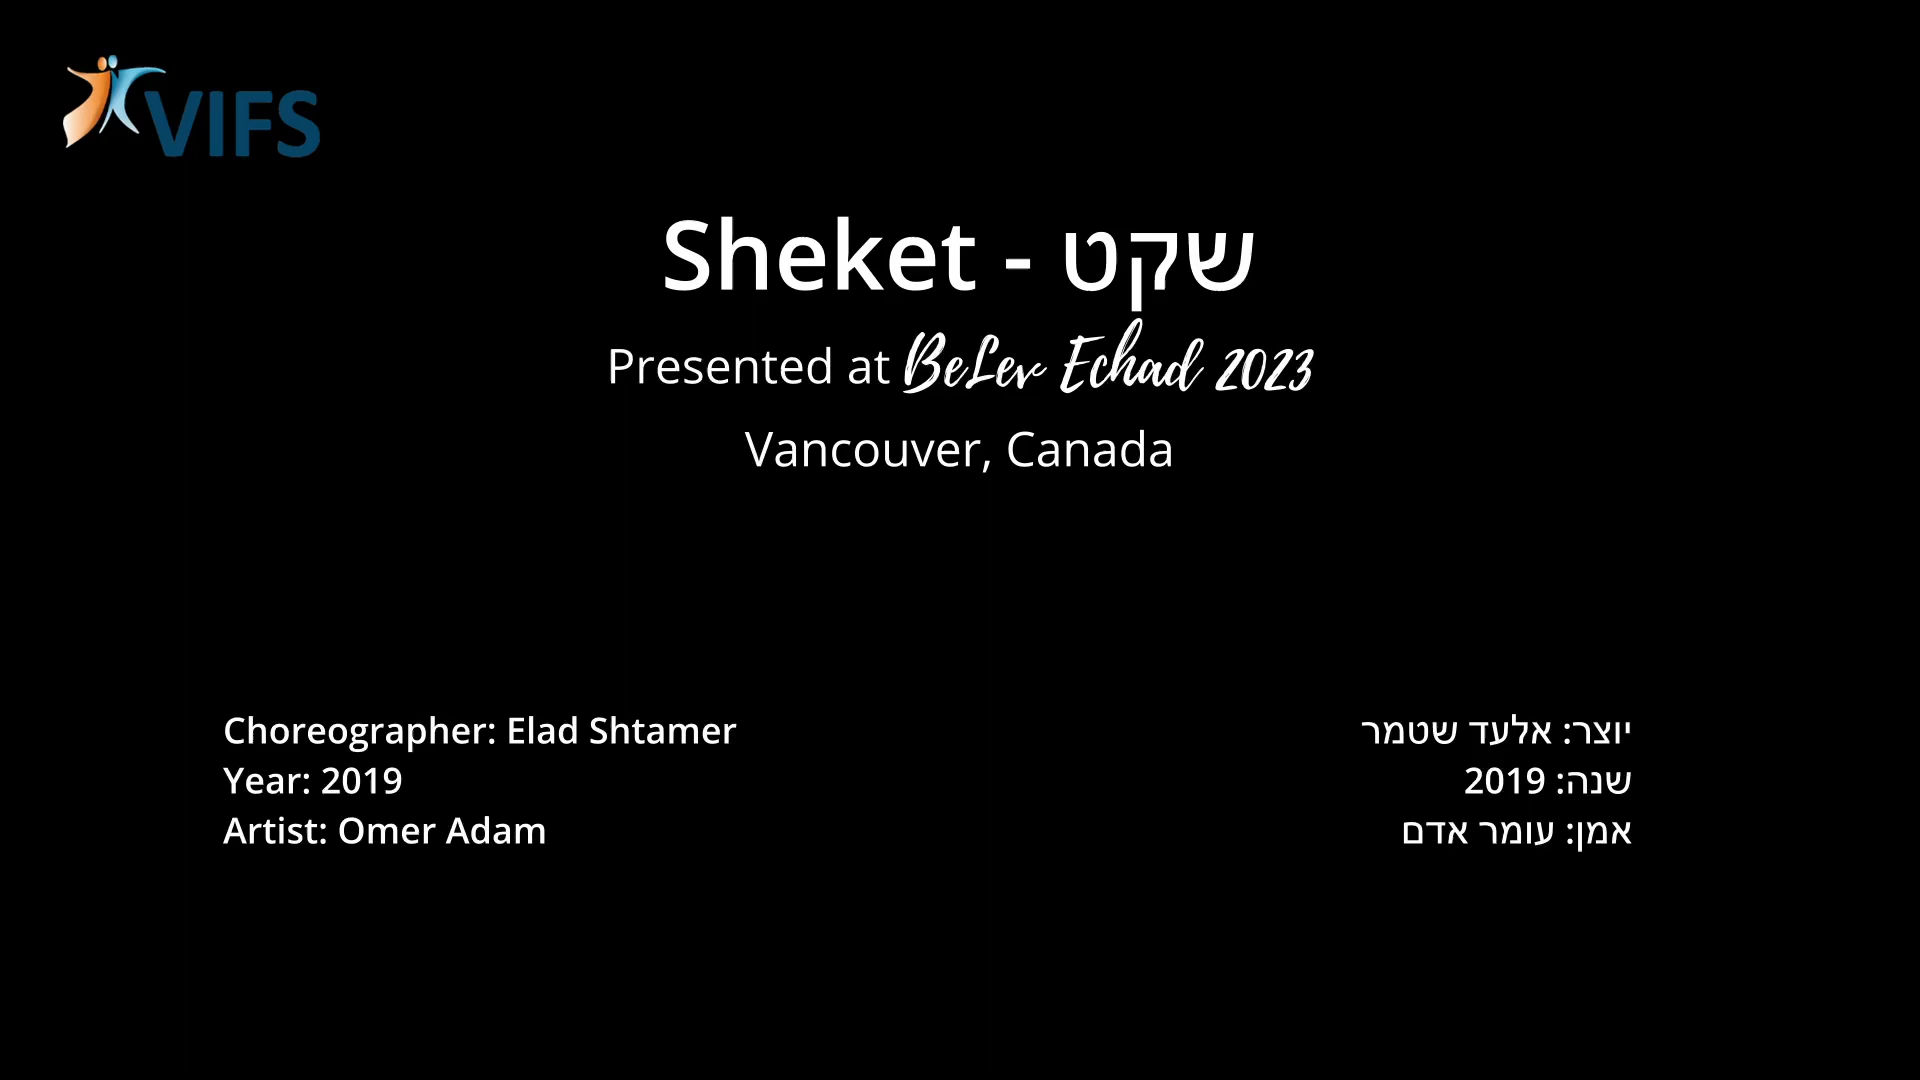 VIFS
Sheket - שקט
Presented at BeLev Echad 2023
Vancouver, Canada
Choreographer: Elad Shtamer
Year: 2019
Artist: Omer Adam
יוצר: אלעד שטמר
שנה: 2019
אמן: עומר אדם